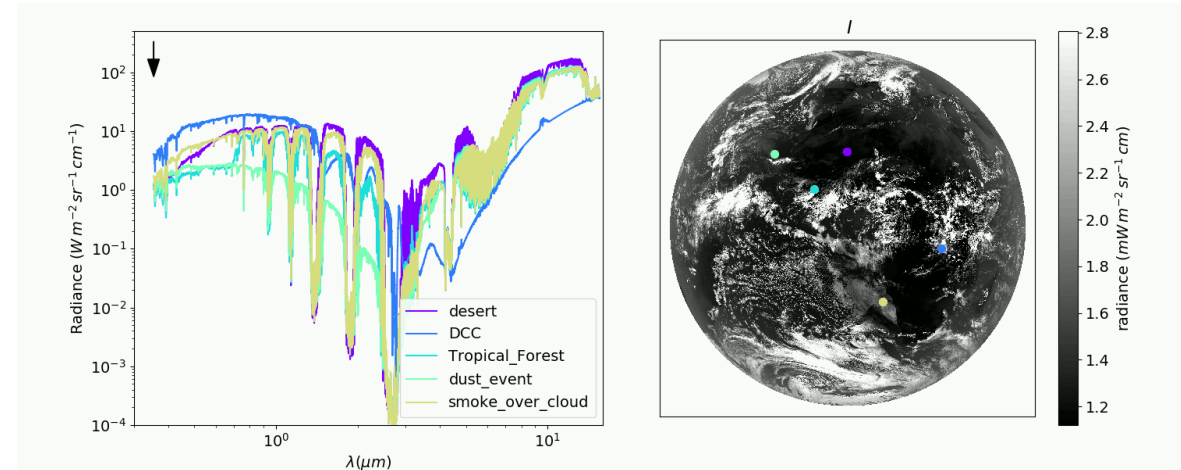 10²
10¹
10⁰
10⁻¹
10⁻²
10⁻³
10⁻⁴
Radiance (W m⁻² sr⁻¹ cm⁻¹)
desert
DCC
Tropical_Forest
dust_event
smoke_over_cloud
10⁰ 10¹
λ(μm)
I
2.8
2.6
2.4
2.2
2.0
1.8
1.6
1.4
1.2
radiance (mW m⁻² sr⁻¹ cm)